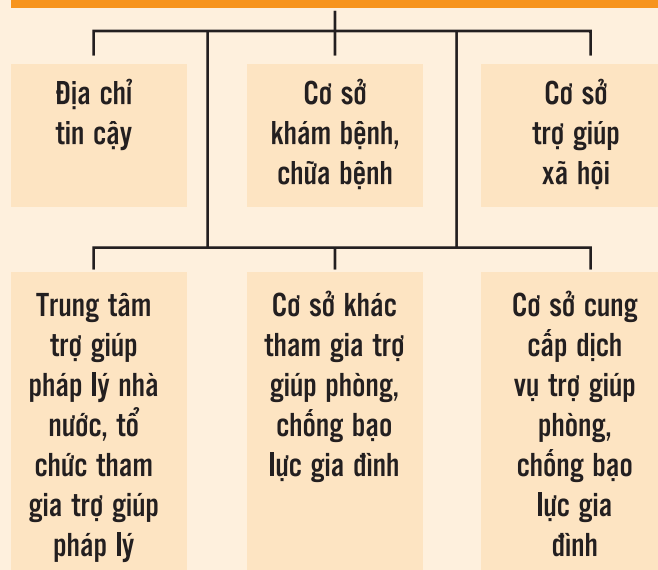 Địa chỉ
tin cậy
Cơ sở
khám bệnh,
chữa bệnh
Cơ sở
trợ giúp
xã hội
Trung tâm
trợ giúp
pháp lý nhà
nước, tổ
chức tham
gia trợ giúp
pháp lý
Cơ sở khác
tham gia trợ
giúp phòng,
chống bạo
lực gia đình
Cơ sở cung
cấp dịch
vụ trợ giúp
phòng,
chống bạo
lực gia
đình